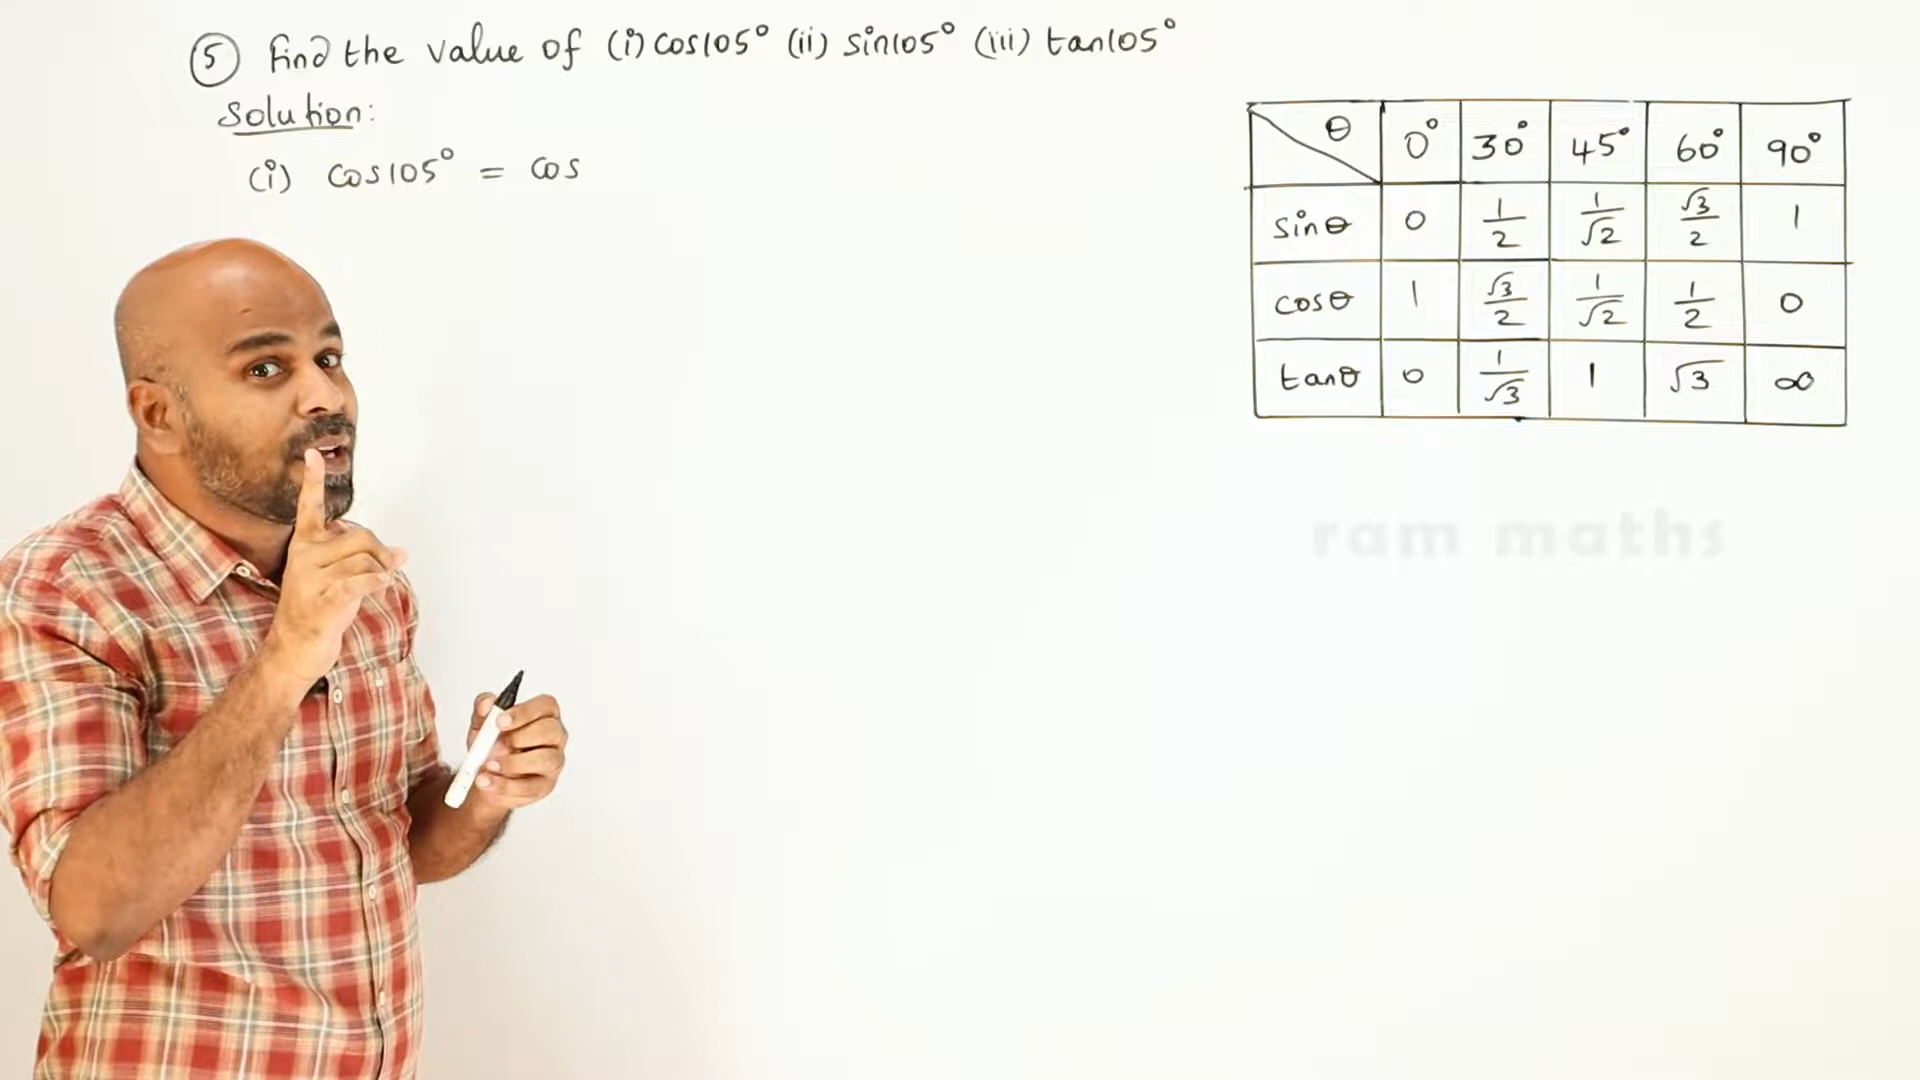 5 Find the value of (i) cos105° (ii) sin105° (iii) tan105°
Solution:
(i) cos105° = cos
θ 0° 30° 45° 60° 90°
sinθ 0 1/2 1/√2 √3/2 1
cosθ 1 √3/2 1/√2 1/2 0
tanθ 0 1/√3 1 √3 ∞
ram maths